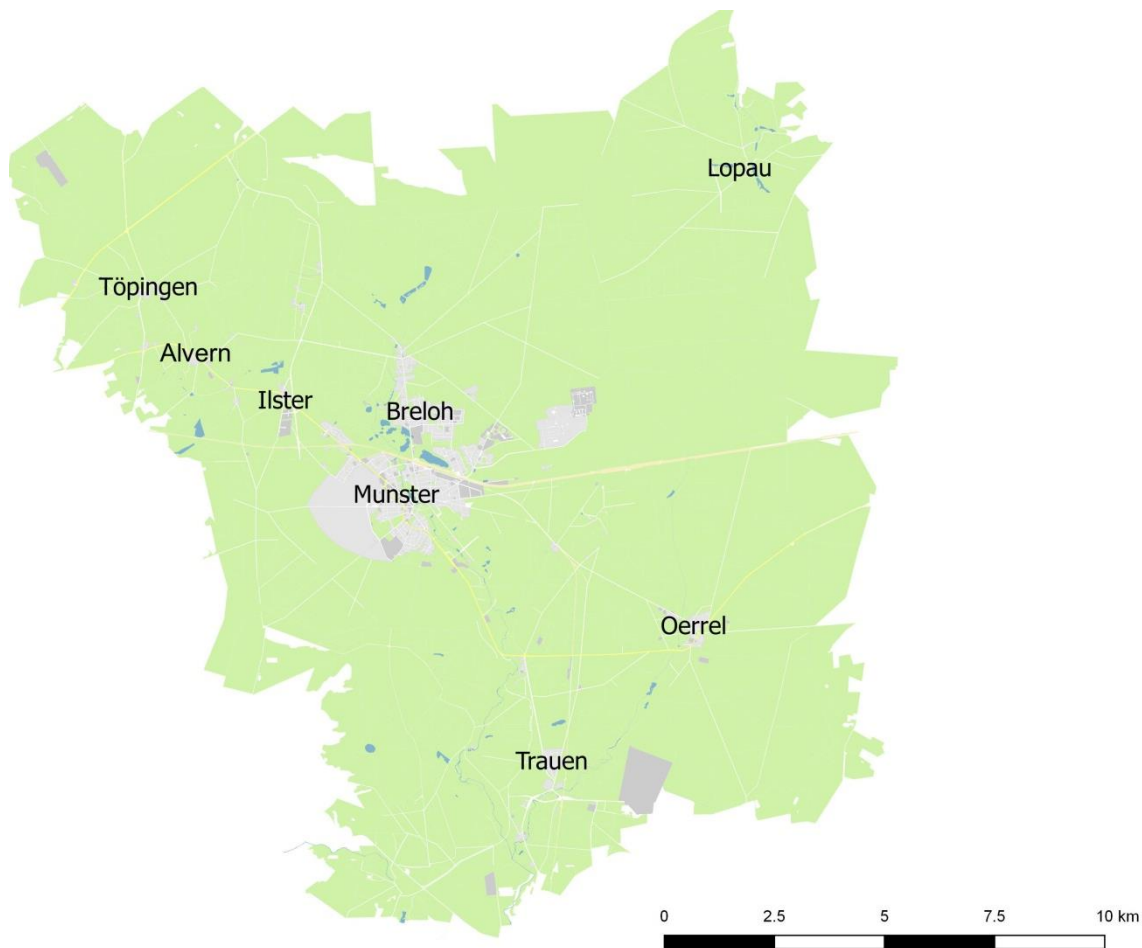 Lopau
Töpingen
Alvern
Ilster
Breloh
Munster
Oerrel
Trauen
0 2.5 5 7.5 10 km